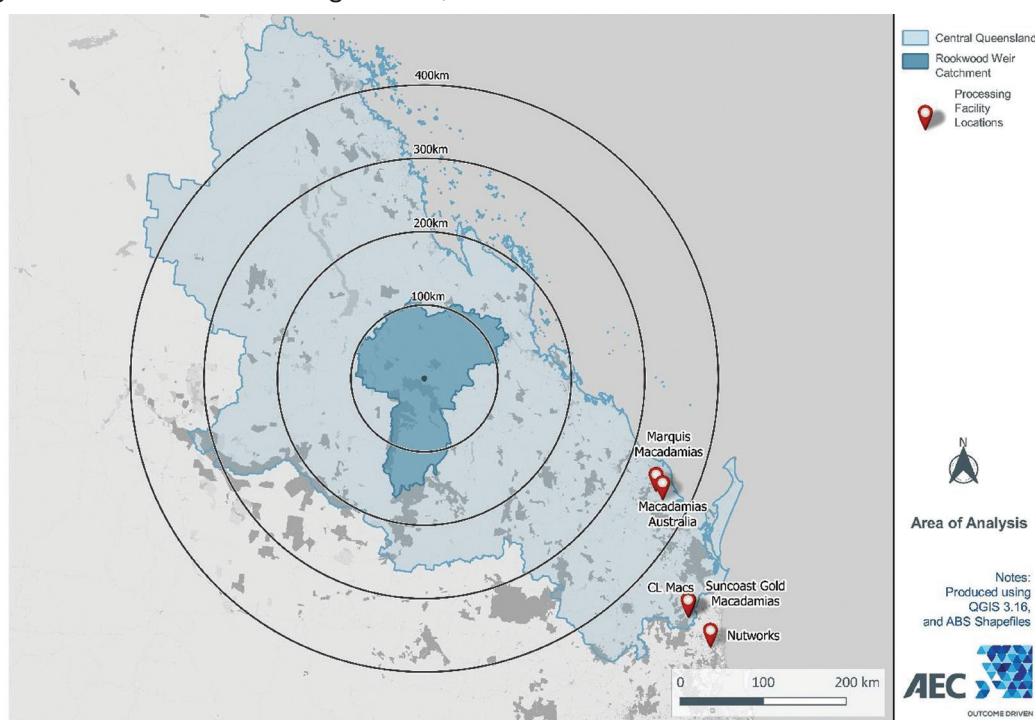 400km
300km
200km
100km
Marquis
Macadamias
Macadamias
Australia
CL Macs
Suncoast Gold
Macadamias
Nutworks
0 100 200 km
Central Queensland
Rookwood Weir
Catchment
Processing
Facility
Locations
N
Area of Analysis
Notes:
Produced using
QGIS 3.16,
and ABS Shapefiles
AEC
OUTCOME DRIVEN